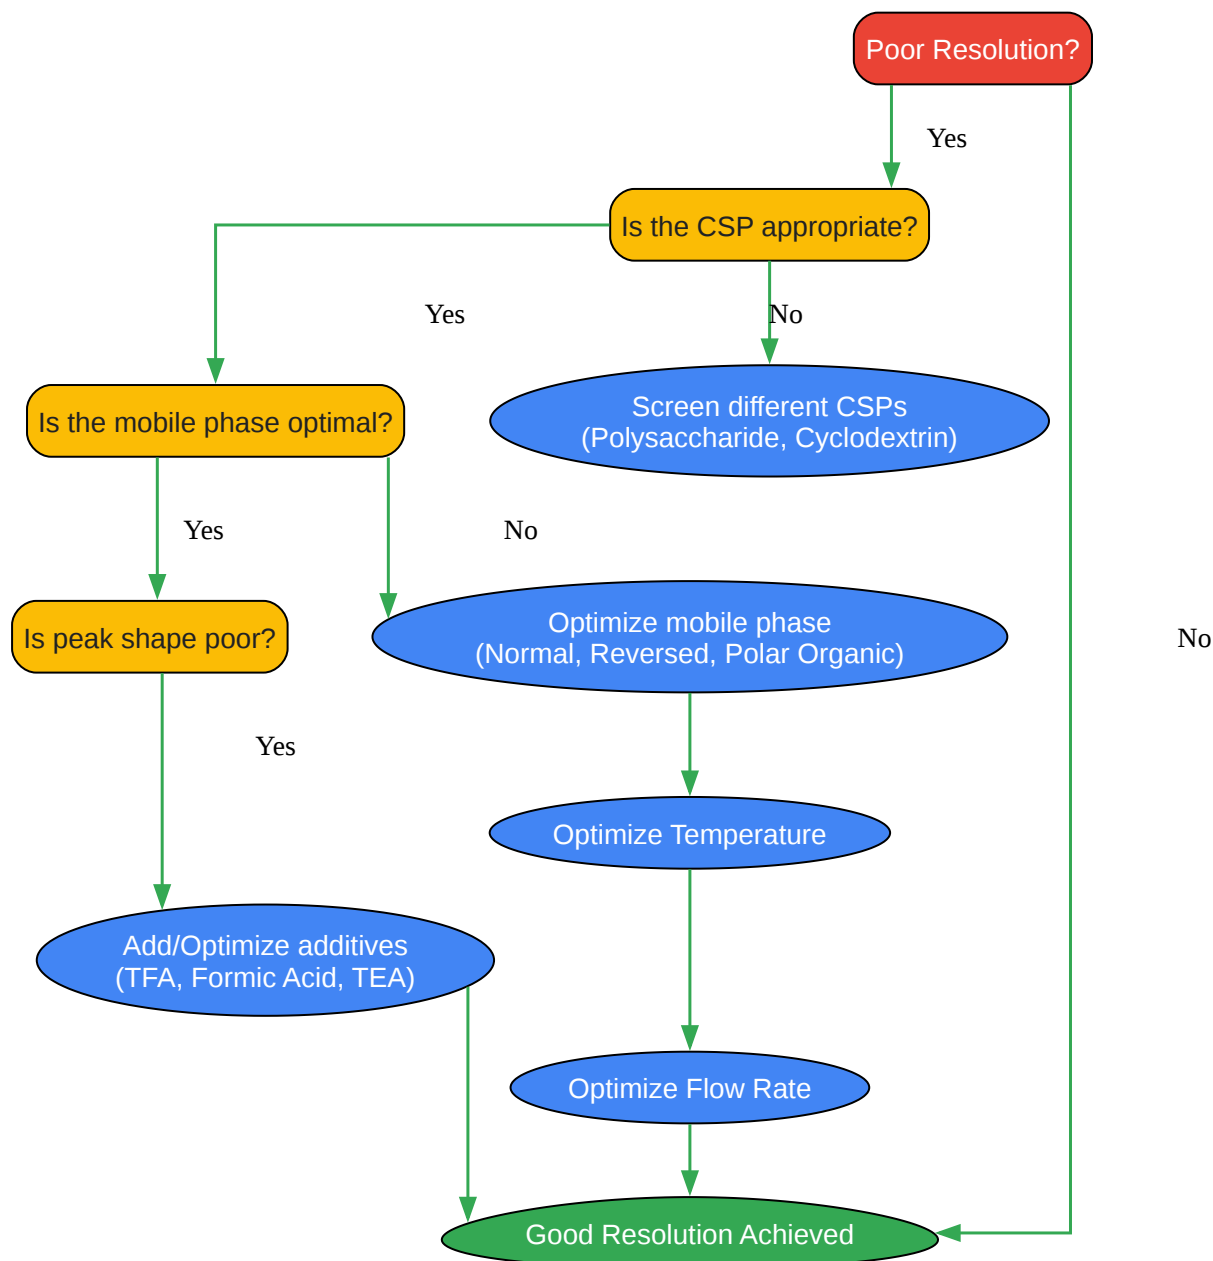 Poor Resolution?
Yes
Is the CSP appropriate?
Yes
No
Is the mobile phase optimal?
Screen different CSPs
(Polysaccharide, Cyclodextrin)
Yes
No
Is peak shape poor?
Optimize mobile phase
(Normal, Reversed, Polar Organic)
No
Yes
Optimize Temperature
Add/Optimize additives
(TFA, Formic Acid, TEA)
Optimize Flow Rate
Good Resolution Achieved